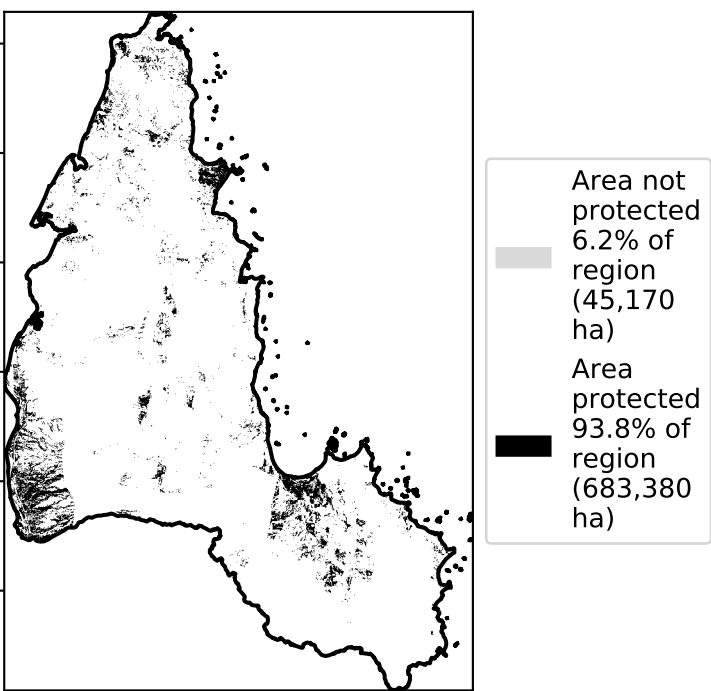 Area not
protected
6.2% of
region
(45,170
ha)
Area
protected
93.8% of
region
(683,380
ha)